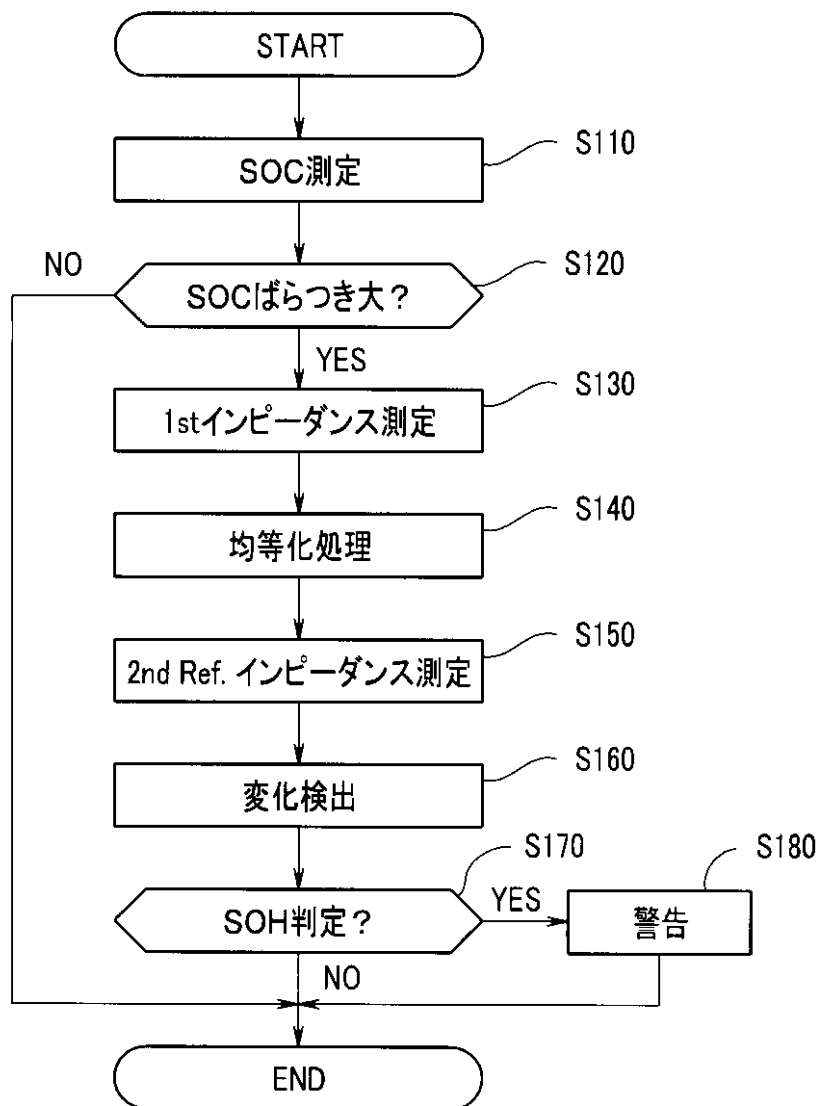 START
SOC測定
S110
NO
SOCばらつき大？
S120
YES
1stインピーダンス測定
S130
均等化処理
S140
2nd Ref. インピーダンス測定
S150
変化検出
S160
SOH判定？
S170
YES
警告
S180
NO
END